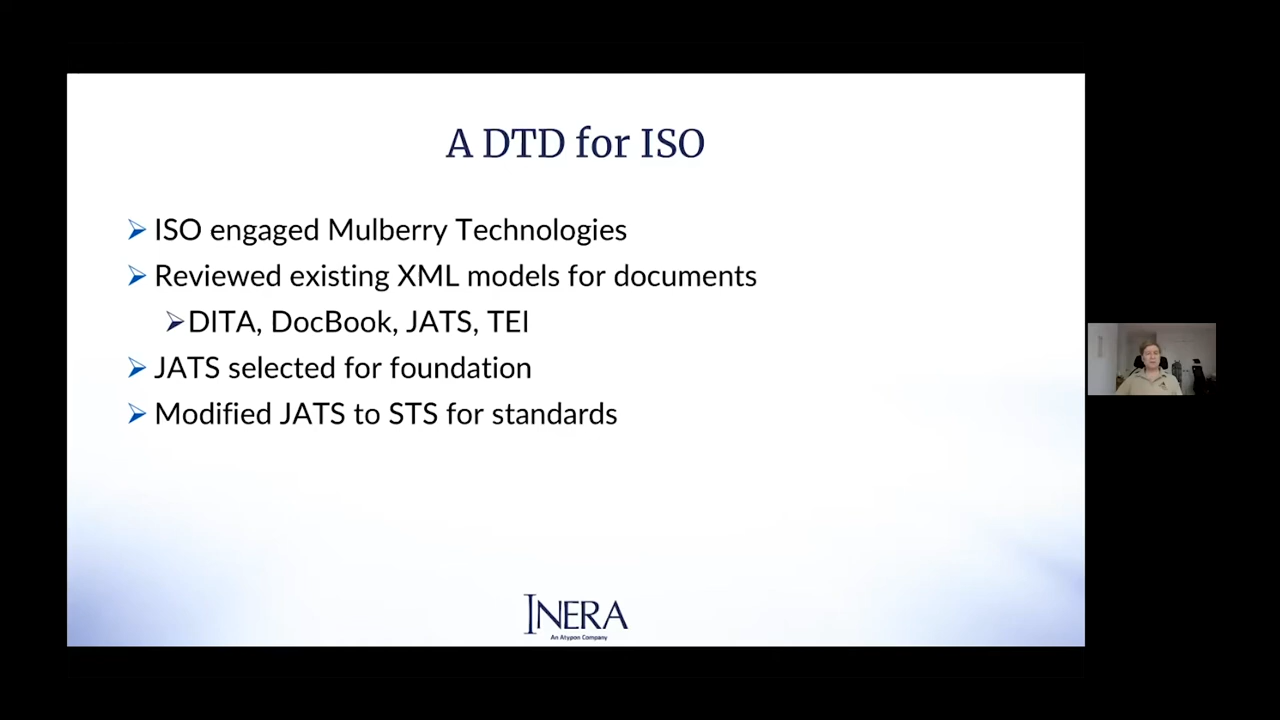 A DTD for ISO
ISO engaged Mulberry Technologies
Reviewed existing XML models for documents
DITA, DocBook, JATS, TEI
JATS selected for foundation
Modified JATS to STS for standards
INERA
An Atypon Company